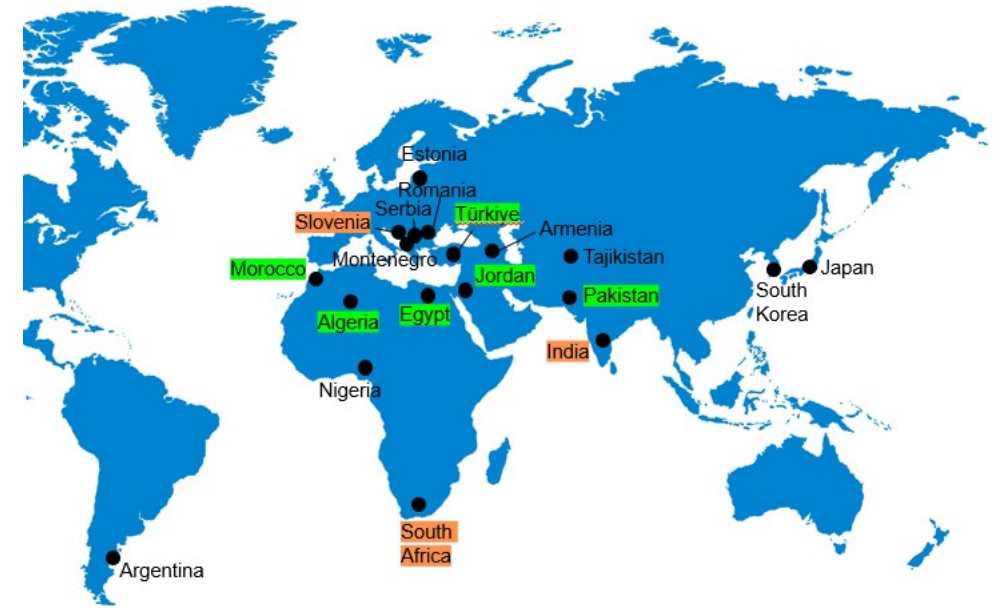 Estonia
Romania
Serbia
Slovenia
Türkiye
Armenia
Montenegro
Tajikistan
Morocco
Jordan
Japan
Pakistan
South
Korea
Algeria
Egypt
India
Nigeria
South
Africa
Argentina